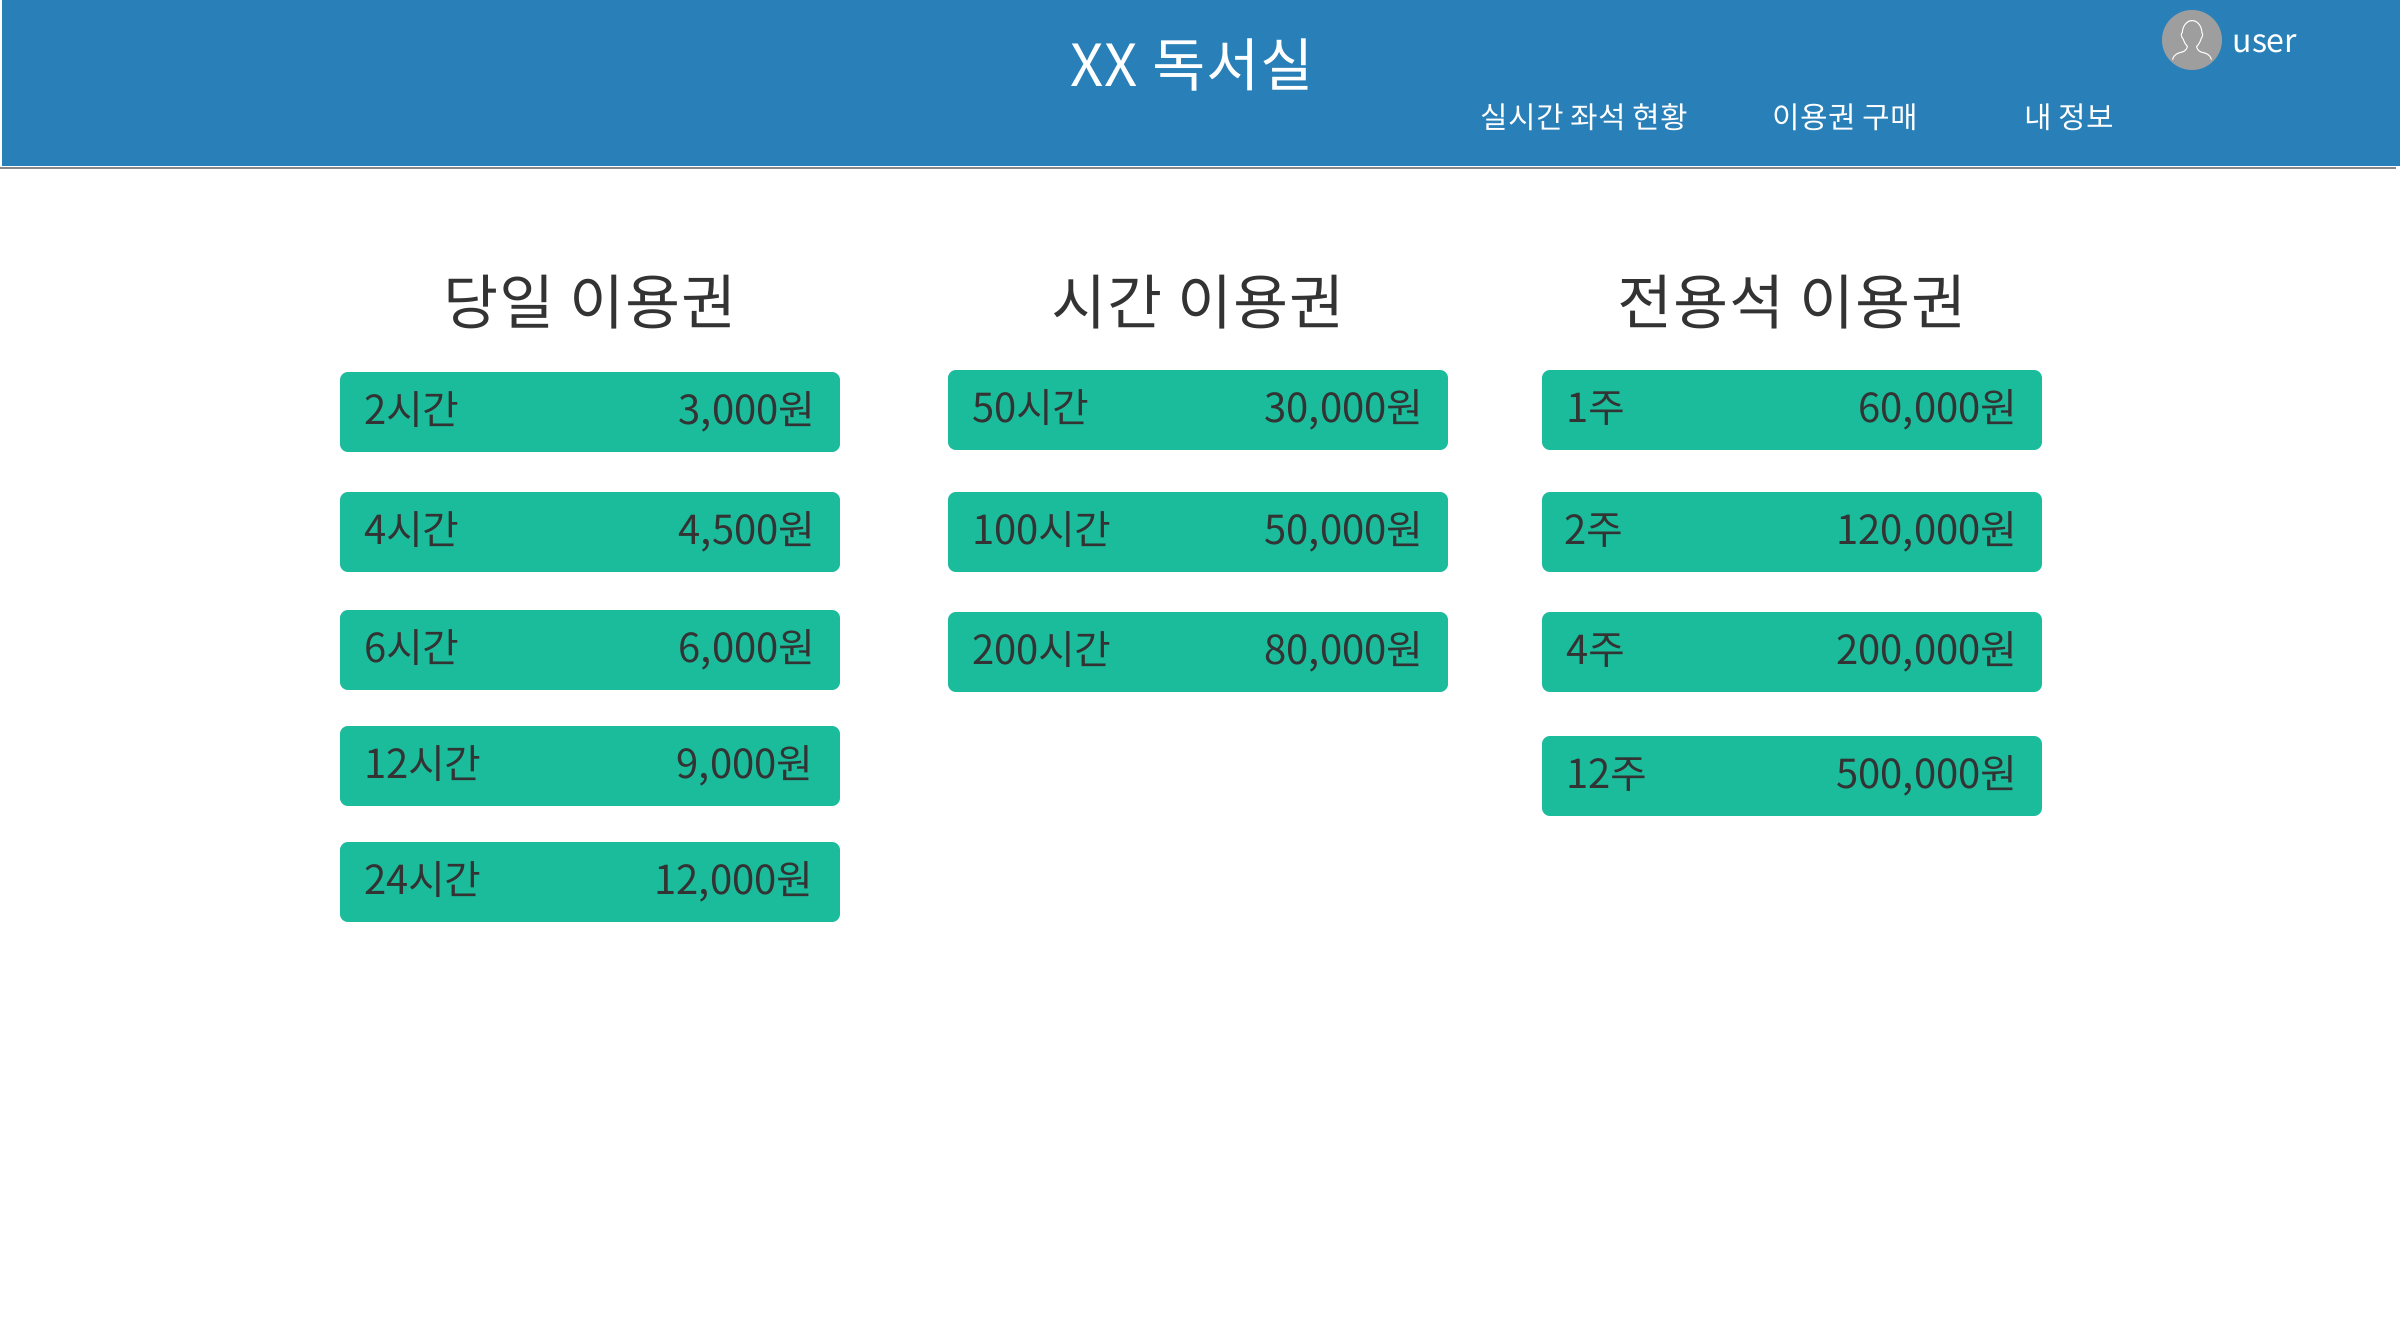 XX 독서실
user
실시간 좌석 현황 이용권 구매 내 정보
당일 이용권
2시간 3,000원
4시간 4,500원
6시간 6,000원
12시간 9,000원
24시간 12,000원
시간 이용권
50시간 30,000원
100시간 50,000원
200시간 80,000원
전용석 이용권
1주 60,000원
2주 120,000원
4주 200,000원
12주 500,000원